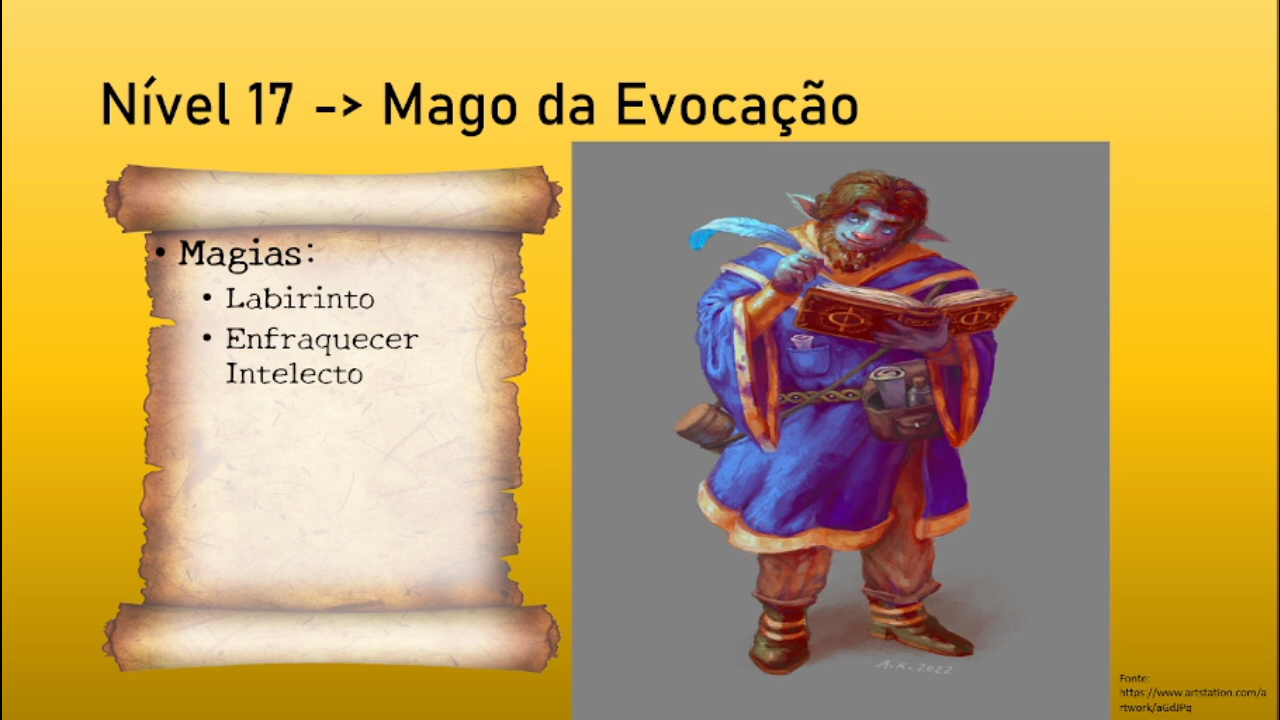 Nível 17 -> Mago da Evocação
• Magias:
• Labirinto
• Enfraquecer
Intelecto
A.K. 2022
Fonte:
https://www.artstation.com/a
rtwork/aGdJPq